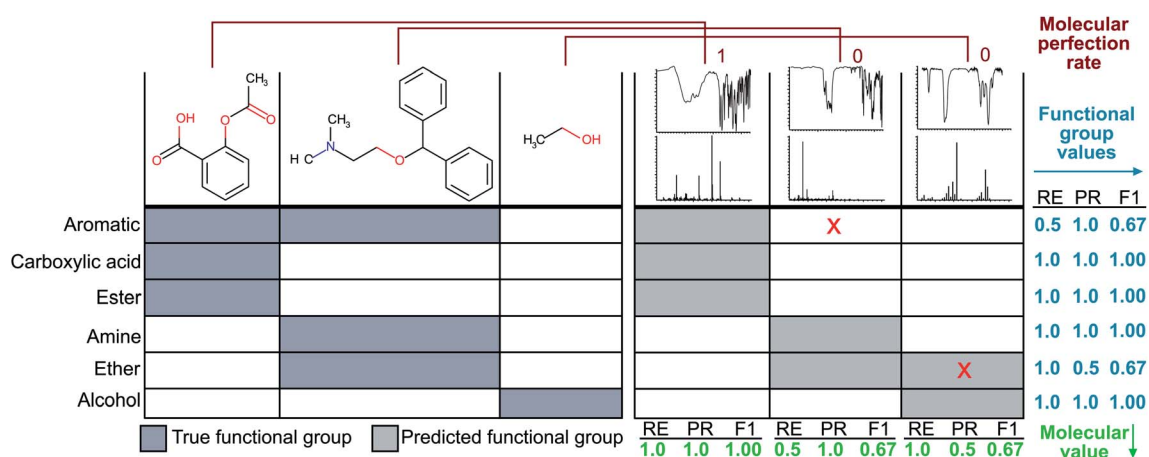 Molecular
perfection
rate
1
0
0
CH₃
OH
O
O
O
CH₃
N
H C
O
H₃C
OH
Functional
group
values
RE PR F1
Aromatic
X
0.5 1.0 0.67
Carboxylic acid
1.0 1.0 1.00
Ester
1.0 1.0 1.00
Amine
1.0 1.0 1.00
Ether
X
1.0 0.5 0.67
Alcohol
1.0 1.0 1.00
True functional group
Predicted functional group
RE PR F1 RE PR F1 RE PR F1
1.0 1.0 1.00 0.5 1.0 0.67 1.0 0.5 0.67
Molecular
value